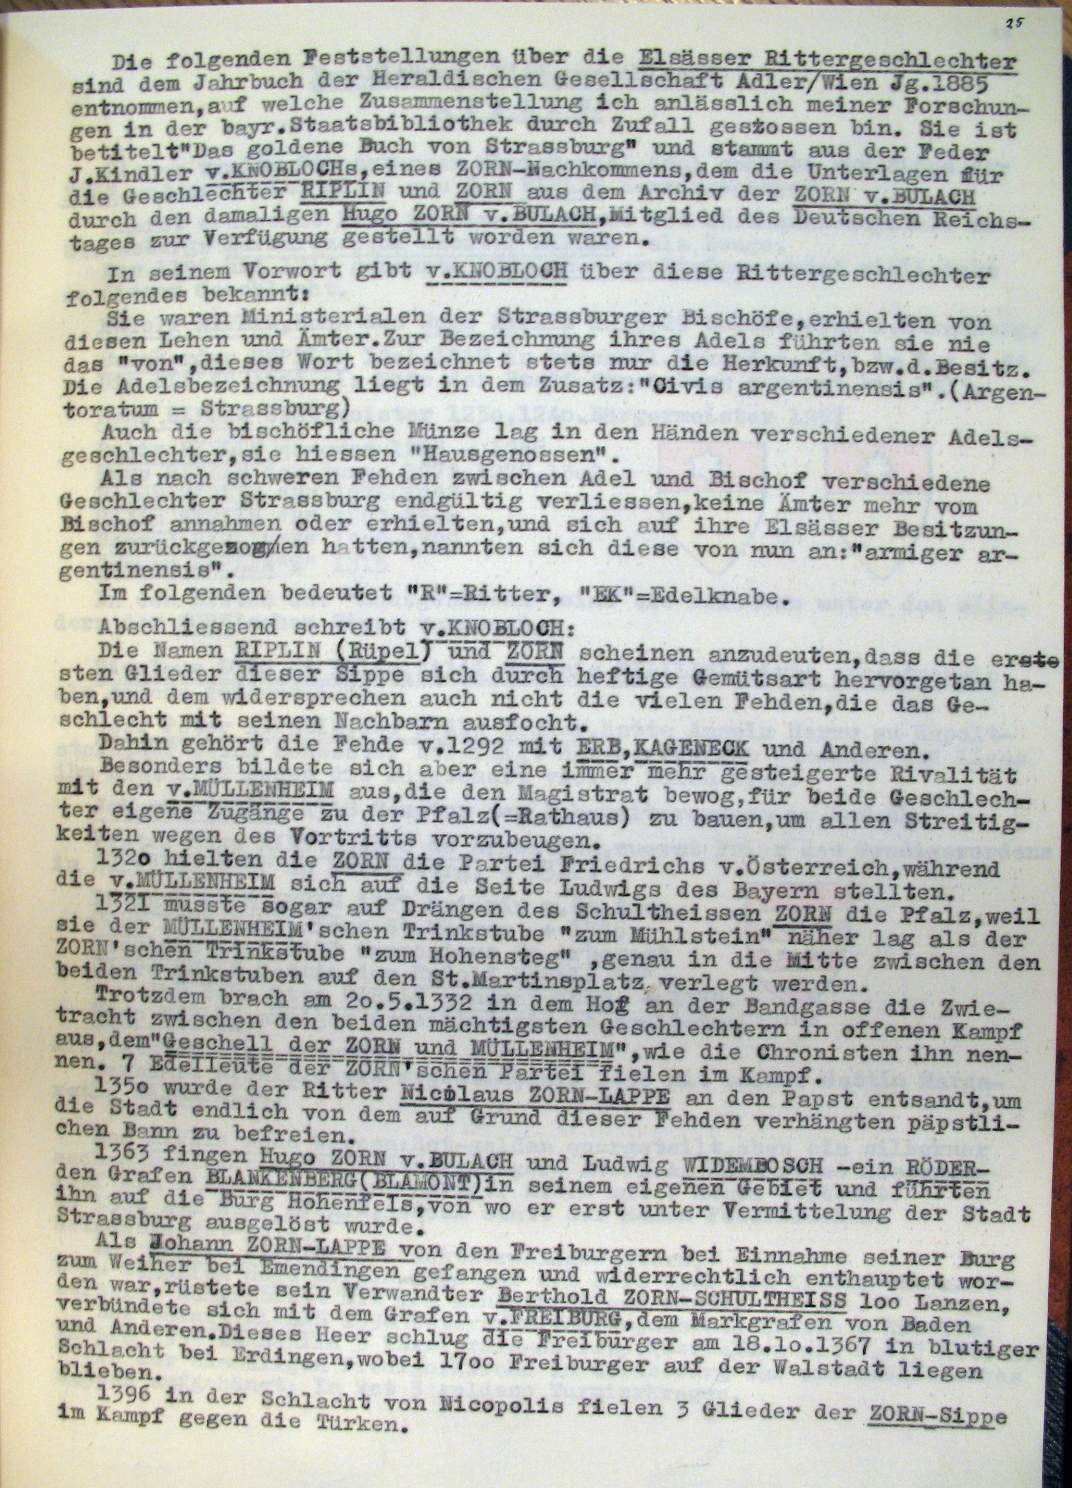 25
Die folgenden Feststellungen über die Elsässer Rittergeschlechter
sind dem Jahrbuch der Heraldischen Gesellschaft Adler/Wien Jg.1885
entnommen,auf welche Zusammenstellung ich anlässlich meiner Forschun-
gen in der bayr.Staatsbibliothek durch Zufall gestossen bin. Sie ist
betitelt"Das goldene Buch von Strassburg" und stammt aus der Feder
J.Kindler v.KNOBLOCHs,eines ZORN-Nachkommens,dem die Unterlagen für
die Geschlechter RIPLIN und ZORN aus dem Archiv der ZORN v.BULACH
durch den damaligen Hugo ZORN v.BULACH,Mitglied des Deutschen Reichs-
tages zur Verfügung gestellt worden waren.
In seinem Vorwort gibt v.KNOBLOCH über diese Rittergeschlechter
folgendes bekannt:
Sie waren Ministerialen der Strassburger Bischöfe,erhielten von
diesen Lehen und Ämter.Zur Bezeichnung ihres Adels führten sie nie
das "von",dieses Wort bezeichnet stets nur die Herkunft,bzw.d.Besitz.
Die Adelsbezeichnung liegt in dem Zusatz:"Civis argentinensis".(Argen-
toratum = Strassburg)
Auch die bischöfliche Münze lag in den Händen verschiedener Adels-
geschlechter,sie hiessen "Hausgenossen".
Als nach schweren Fehden zwischen Adel und Bischof verschiedene
Geschlechter Strassburg endgültig verliessen,keine Ämter mehr vom
Bischof annahmen oder erhielten,und sich auf ihre Elsässer Besitzun-
gen zurückgezogen hatten,nannten sich diese von nun an:"armiger ar-
gentinensis".
Im folgenden bedeutet "R"=Ritter, "EK"=Edelknabe.
Abschliessend schreibt v.KNOBLOCH:
Die Namen RIPLIN (Rüpel) und ZORN scheinen anzudeuten,dass die erste
sten Glieder dieser Sippe sich durch heftige Gemütsart hervorgetan ha-
ben,und dem widersprechen auch nicht die vielen Fehden,die das Ge-
schlecht mit seinen Nachbarn ausfocht.
Dahin gehört die Fehde v.1292 mit ERB,KAGENECK und Anderen.
Besonders bildete sich aber eine immer mehr gesteigerte Rivalität
mit den v.MÜLLENHEIM aus,die den Magistrat bewog,für beide Geschlech-
ter eigene Zugänge zu der Pfalz(=Rathaus) zu bauen,um allen Streitig-
keiten wegen des Vortritts vorzubeugen.
132o hielten die ZORN die Partei Friedrichs v.Österreich,während
die v.MÜLLENHEIM sich auf die Seite Ludwigs des Bayern stellten.
1321 musste sogar auf Drängen des Schultheissen ZORN die Pfalz,weil
sie der MÜLLENHEIM'schen Trinkstube "zum Mühlstein" näher lag als der
ZORN'schen Trinkstube "zum Hohensteg" ,genau in die Mitte zwischen den
beiden Trinkstuben auf den St.Martinsplatz verlegt werden.
Trotzdem brach am 2o.5.1332 in dem Hof an der Bandgasse die Zwie-
tracht zwischen den beiden mächtigsten Geschlechtern in offenen Kampf
aus,dem"Geschell der ZORN und MÜLLENHEIM",wie die Chronisten ihn nen-
nen. 7 Edelleute der ZORN'schen Partei fielen im Kampf.
135o wurde der Ritter Nicolaus ZORN-LAPPE an den Papst entsandt,um
die Stadt endlich von dem auf Grund dieser Fehden verhängten päpstli-
chen Bann zu befreien.
1363 fingen Hugo ZORN v.BULACH und Ludwig WIDEMBOSCH -ein RÖDER-
den Grafen BLANKENBERG(BLAMONT)in seinem eigenen Gebiet und führten
ihn auf die Burg Hohenfels,von wo er erst unter Vermittelung der Stadt
Strassburg ausgelöst wurde.
Als Johann ZORN-LAPPE von den Freiburgern bei Einnahme seiner Burg
zum Weiher bei Emendingen gefangen und widerrechtlich enthauptet wor-
den war,rüstete sein Verwandter Berthold ZORN-SCHULTHEISS 1oo Lanzen,
verbündete sich mit dem Grafen v.FREIBURG,dem Markgrafen von Baden
und Anderen.Dieses Heer schlug die Freiburger am 18.1o.1367 in blutiger
Schlacht bei Erdingen,wobei 17oo Freiburger auf der Walstadt liegen
blieben.
1396 in der Schlacht von Nicopolis fielen 3 Glieder der ZORN-Sippe
im Kampf gegen die Türken.